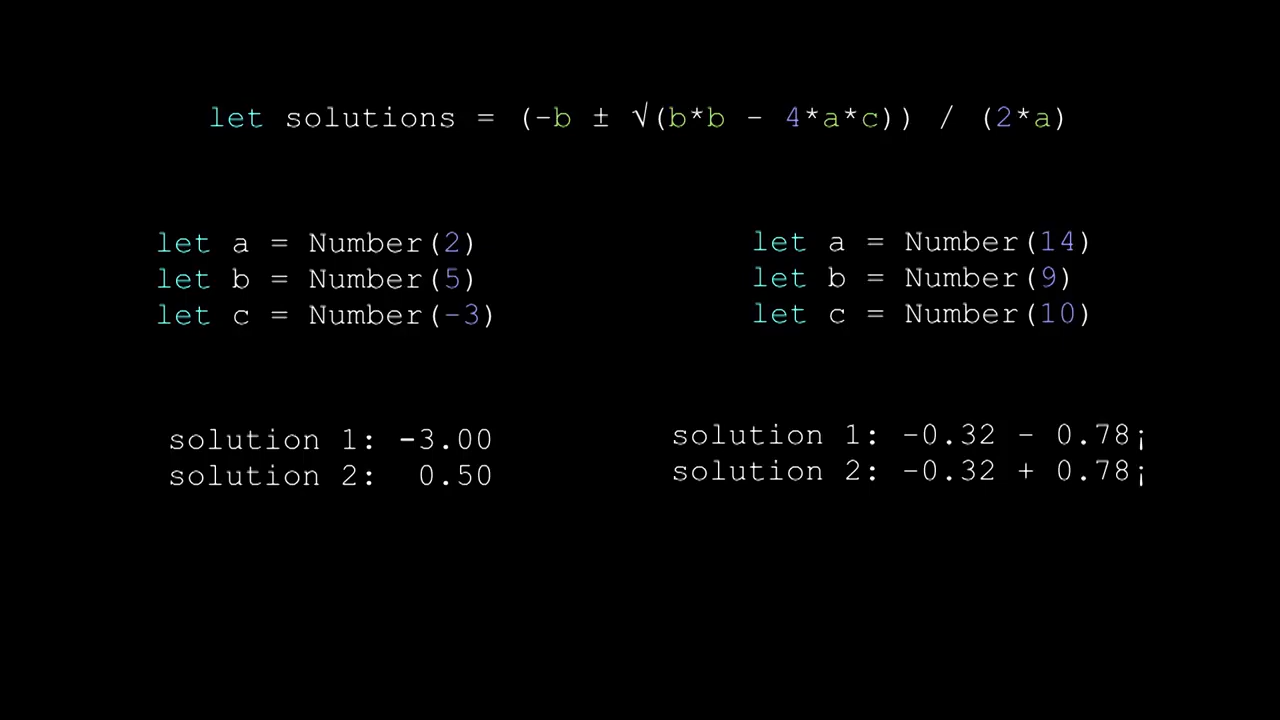 let solutions = (-b ± √(b*b - 4*a*c)) / (2*a)
let a = Number(2)
let b = Number(5)
let c = Number(-3)
let a = Number(14)
let b = Number(9)
let c = Number(10)
solution 1: -3.00
solution 2: 0.50
solution 1: -0.32 - 0.78¡
solution 2: -0.32 + 0.78¡